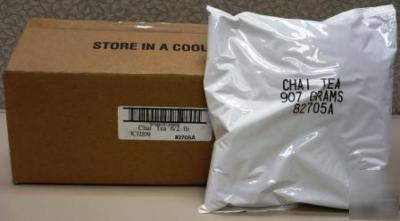 STORE IN A COOL
Chai Tea 6/2 lb
82705A
CHAI TEA
907 GRAMS
82705A